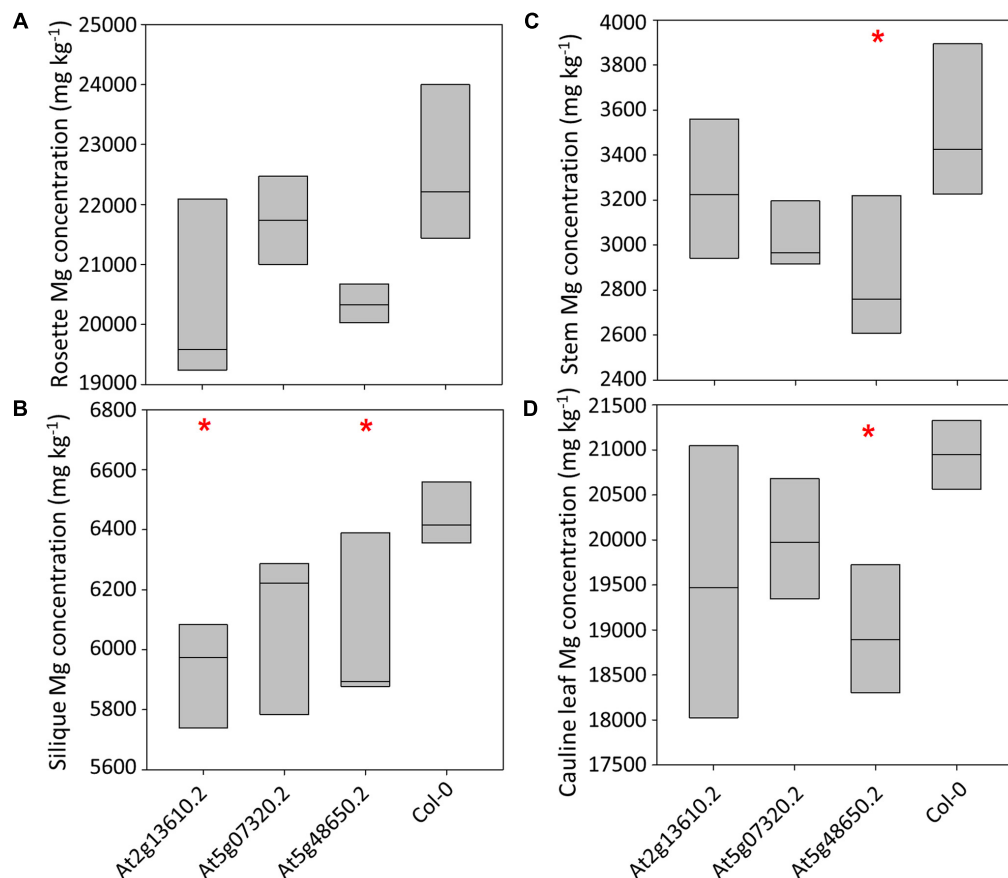 A
Rosette Mg concentration (mg kg⁻¹)
25000
24000
23000
22000
21000
20000
19000
B
Silique Mg concentration (mg kg⁻¹)
6800
6600
6400
6200
6000
5800
5600
*
*
At2g13610.2
At5g07320.2
At5g48650.2
Col-0
C
Stem Mg concentration (mg kg⁻¹)
4000
3800
3600
3400
3200
3000
2800
2600
2400
*
D
Cauline leaf Mg concentration (mg kg⁻¹)
21500
21000
20500
20000
19500
19000
18500
18000
17500
*
At2g13610.2
At5g07320.2
At5g48650.2
Col-0